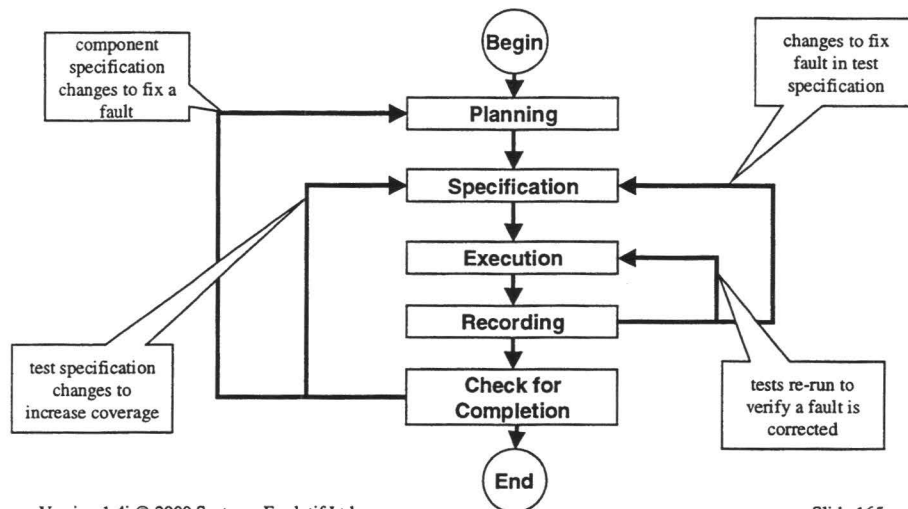 component
specification
changes to fix a
fault
Begin
changes to fix
fault in test
specification
Planning
Specification
Execution
Recording
test specification
changes to
increase coverage
Check for
Completion
tests re-run to
verify a fault is
corrected
End